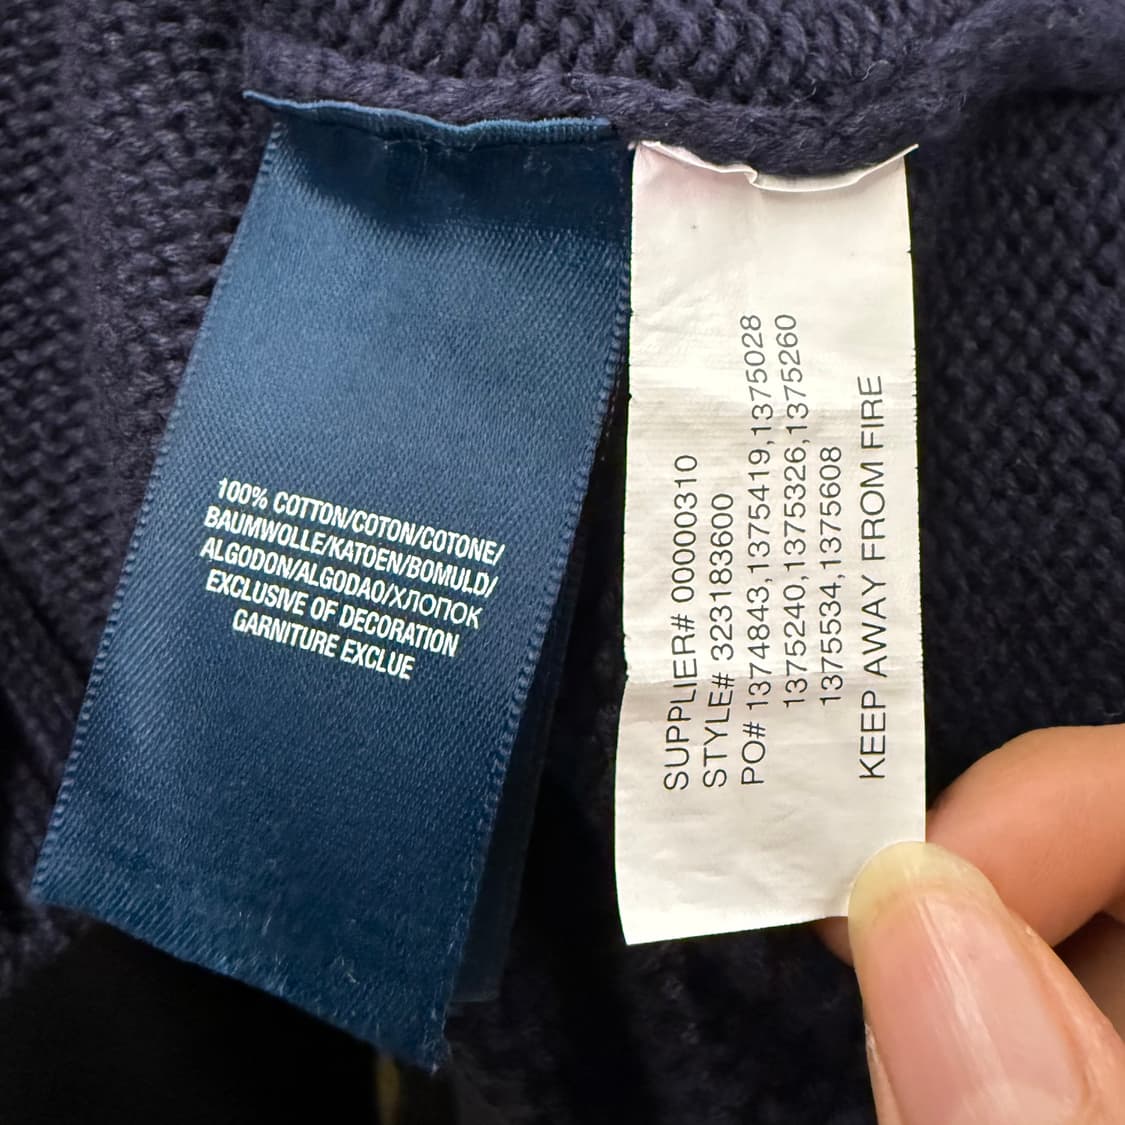 100% COTTON/COTON/COTONE/
BAUMWOLLE/KATOEN/BOMULD/
ALGODON/ALGODAO/ХЛОПОК
EXCLUSIVE OF DECORATION
GARNITURE EXCLUE
SUPPLIER# 00000310
STYLE# 323183600
PO# 1374843,1375419,1375028
1375240,1375326,1375260
1375534,1375608
KEEP AWAY FROM FIRE